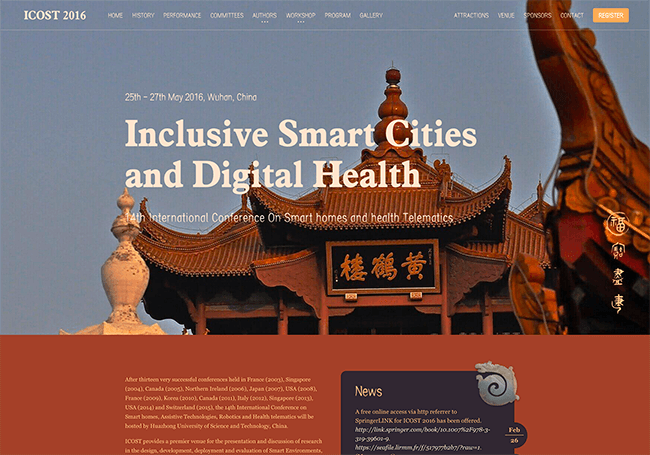 ICOST 2016
HOME HISTORY PERFORMANCE COMMITTEES AUTHORS WORKSHOP PROGRAM GALLERY ATTRACTIONS VENUE SPONSORS CONTACT REGISTER
25th – 27th May 2016, Wuhan, China
Inclusive Smart Cities
and Digital Health
14th International Conference On Smart homes and health Telematics
黄鶴樓
After thirteen very successful conferences held in France (2003), Singapore
(2004), Canada (2005), Northern Ireland (2006), Japan (2007), USA (2008),
France (2009), Korea (2010), Canada (2011), Italy (2012), Singapore (2013),
USA (2014) and Switzerland (2015), the 14th International Conference on
Smart homes, Assistive Technologies, Robotics and Health telematics will be
hosted by Huazhong University of Science and Technology, China.
ICOST provides a premier venue for the presentation and discussion of research
in the design, development, deployment and evaluation of Smart Environments,
News
A free online access via http referrer to
SpringerLINK for ICOST 2016 has been offered.
http://link.springer.com/book/10.1007%2F978-3-
319-39601-9.
https://seafile.lirmm.fr/f/517977b2b7/?raw=1.
Feb
26